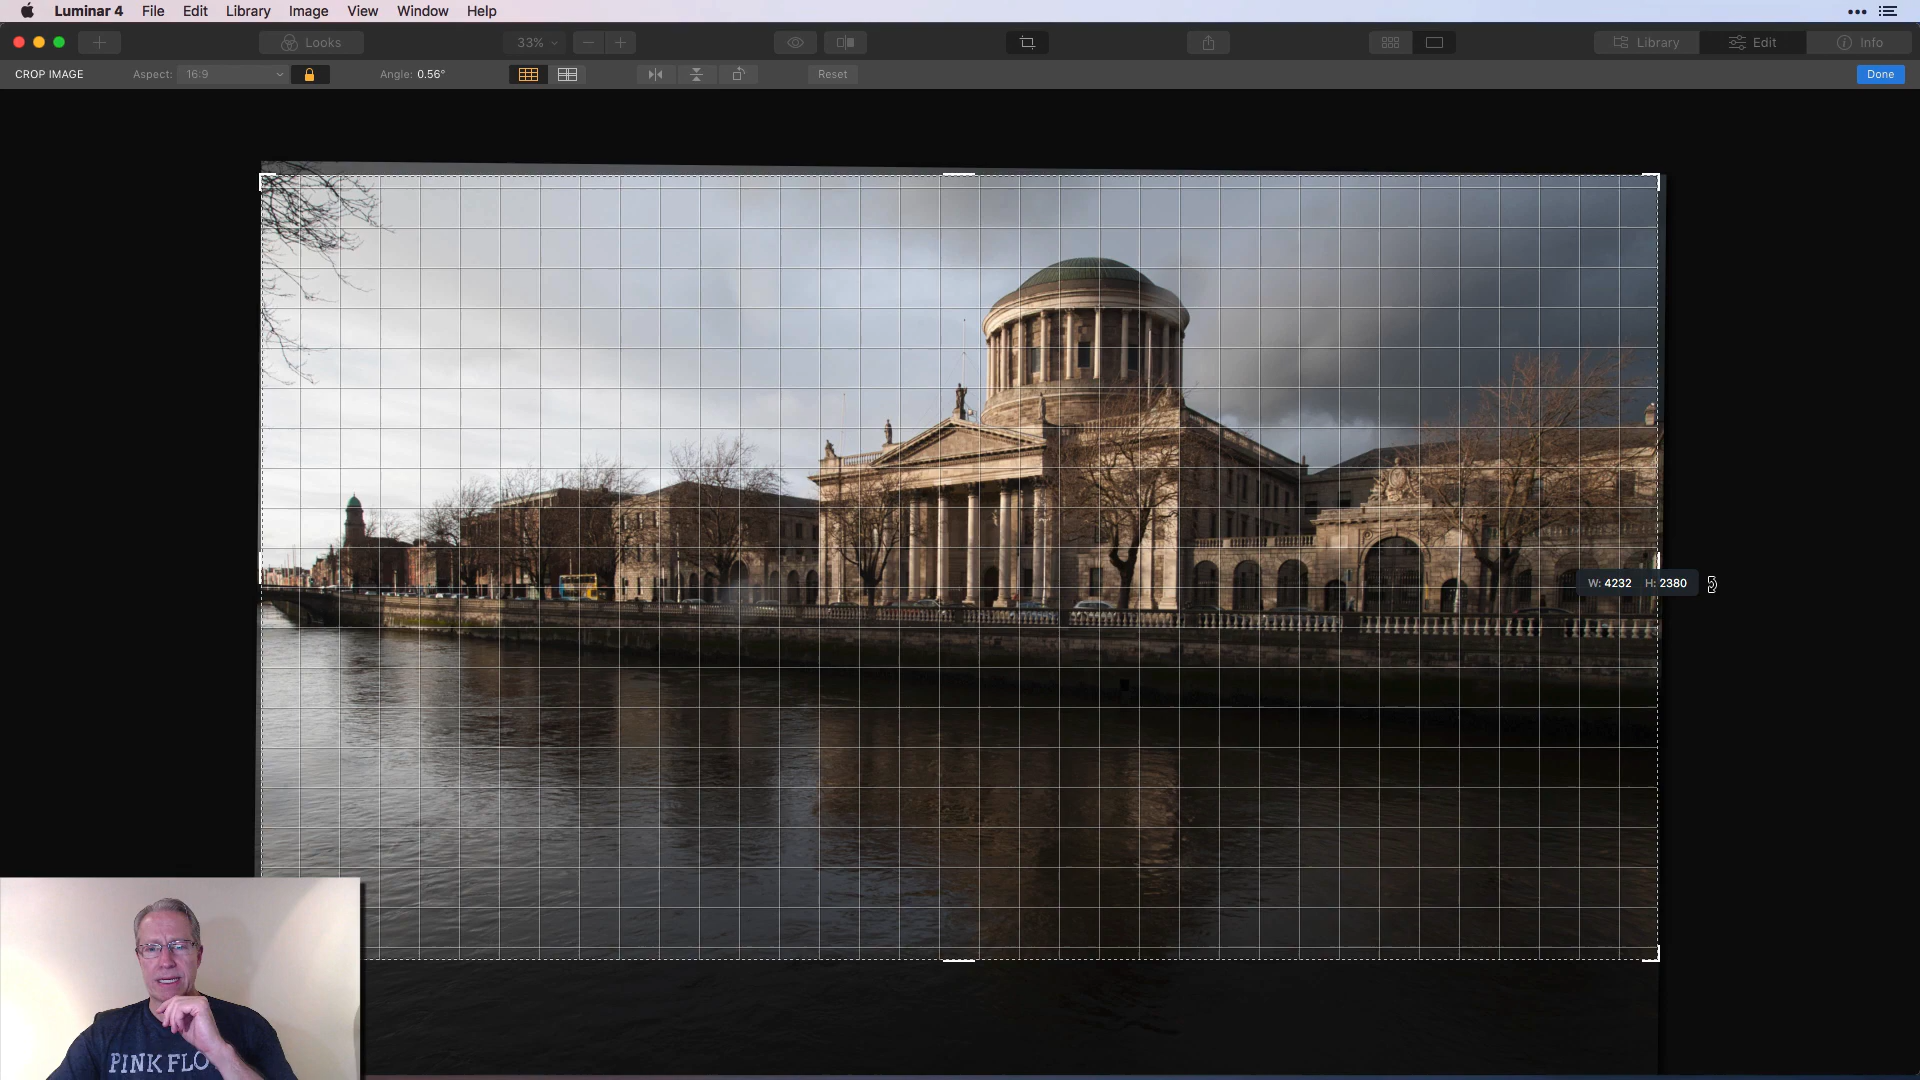 Luminar 4 File Edit Library Image View Window Help
Looks 33% Library Edit Info
CROP IMAGE Aspect: 16:9 Angle: 0.56° Reset Done
W: 4232 H: 2380
PINK FLO